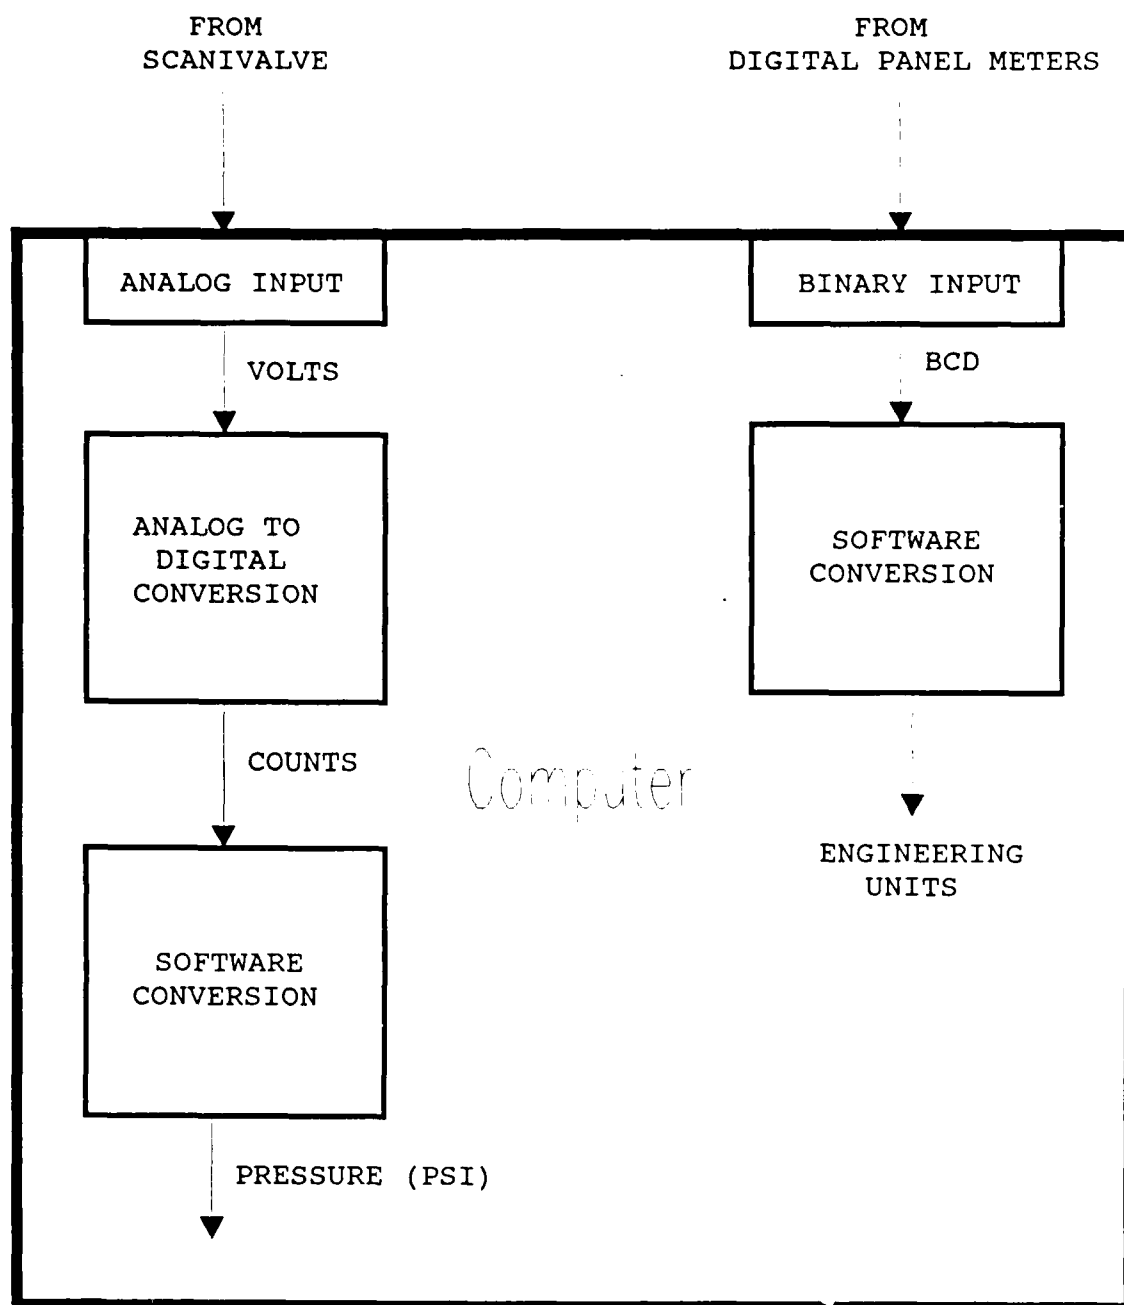 FROM
SCANIVALVE
FROM
DIGITAL PANEL METERS
ANALOG INPUT
BINARY INPUT
VOLTS
BCD
ANALOG TO
DIGITAL
CONVERSION
SOFTWARE
CONVERSION
COUNTS
Computer
ENGINEERING
UNITS
SOFTWARE
CONVERSION
PRESSURE (PSI)